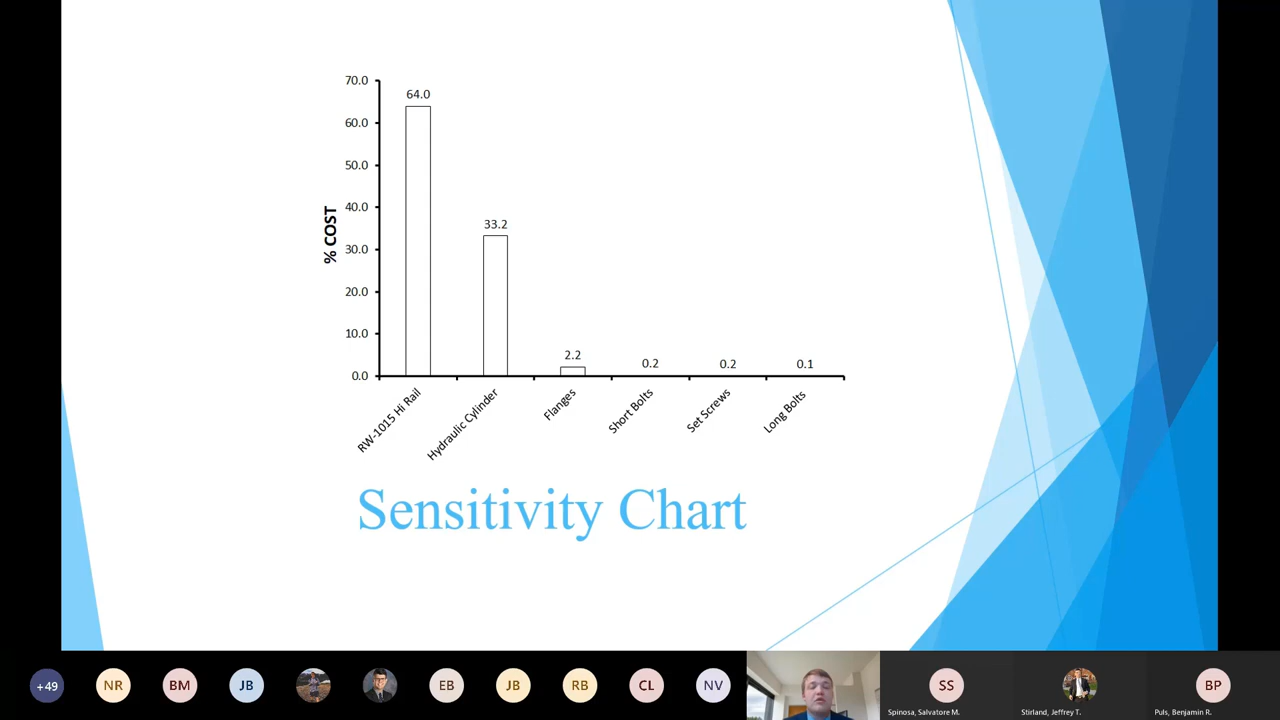 70.0
60.0
50.0
40.0
30.0
20.0
10.0
0.0
% COST
64.0
33.2
2.2
0.2
0.2
0.1
RW-1015 Hi Rail
Hydraulic Cylinder
Flanges
Short Bolts
Set Screws
Long Bolts
Sensitivity Chart
+49
NR
BM
JB
EB
JB
RB
CL
NV
SS
BP
Spinosa, Salvatore M.
Stirland, Jeffrey T.
Puls, Benjamin R.